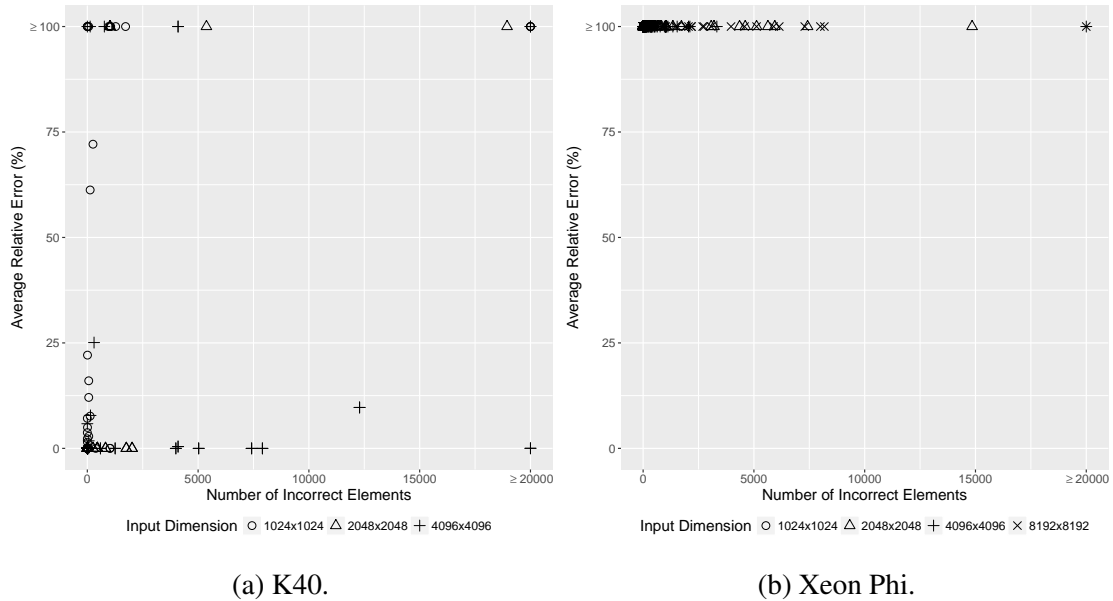 ≥ 100
75
50
25
0
Average Relative Error (%)
0 5000 10000 15000 ≥ 20000
Number of Incorrect Elements
Input Dimension 1024x1024 2048x2048 4096x4096
(a) K40.
≥ 100
75
50
25
0
Average Relative Error (%)
0 5000 10000 15000 ≥ 20000
Number of Incorrect Elements
Input Dimension 1024x1024 2048x2048 4096x4096 8192x8192
(b) Xeon Phi.